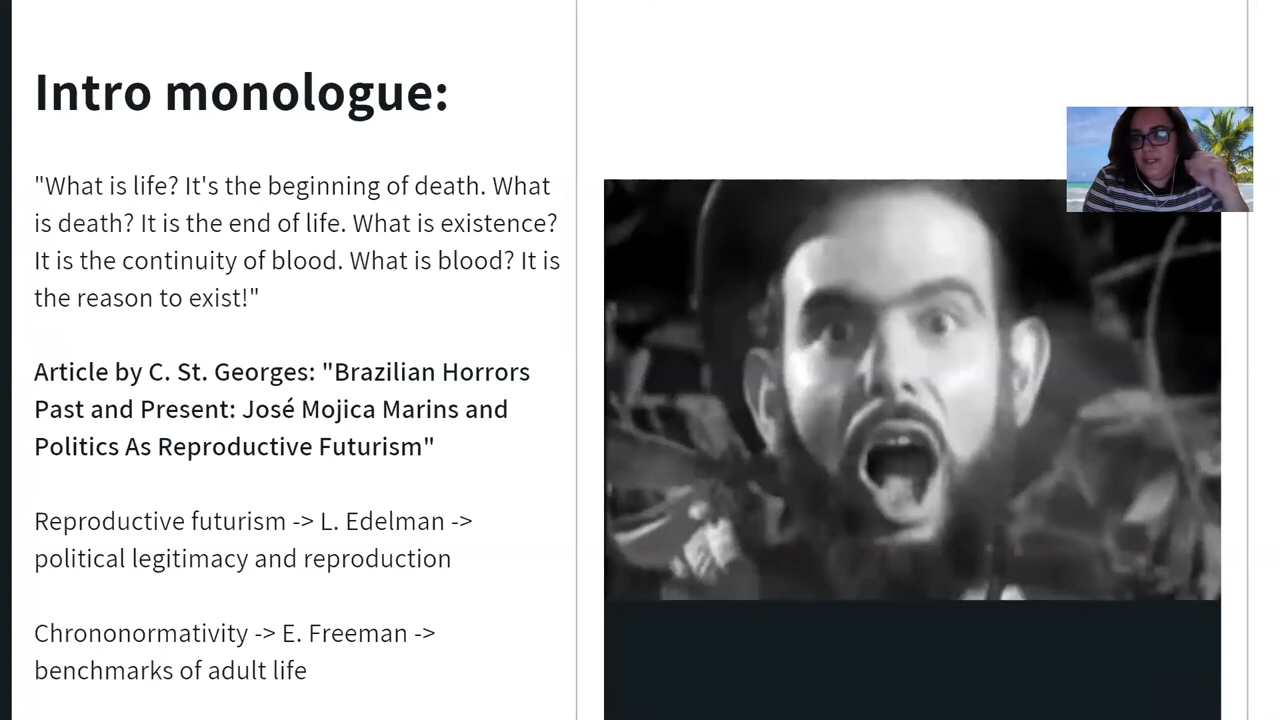 Intro monologue:
"What is life? It's the beginning of death. What
is death? It is the end of life. What is existence?
It is the continuity of blood. What is blood? It is
the reason to exist!"
Article by C. St. Georges: "Brazilian Horrors
Past and Present: José Mojica Marins and
Politics As Reproductive Futurism"
Reproductive futurism -> L. Edelman ->
political legitimacy and reproduction
Chrononormativity -> E. Freeman ->
benchmarks of adult life